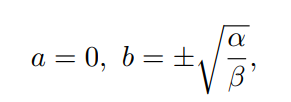 a = 0, b = ±√(α/β),